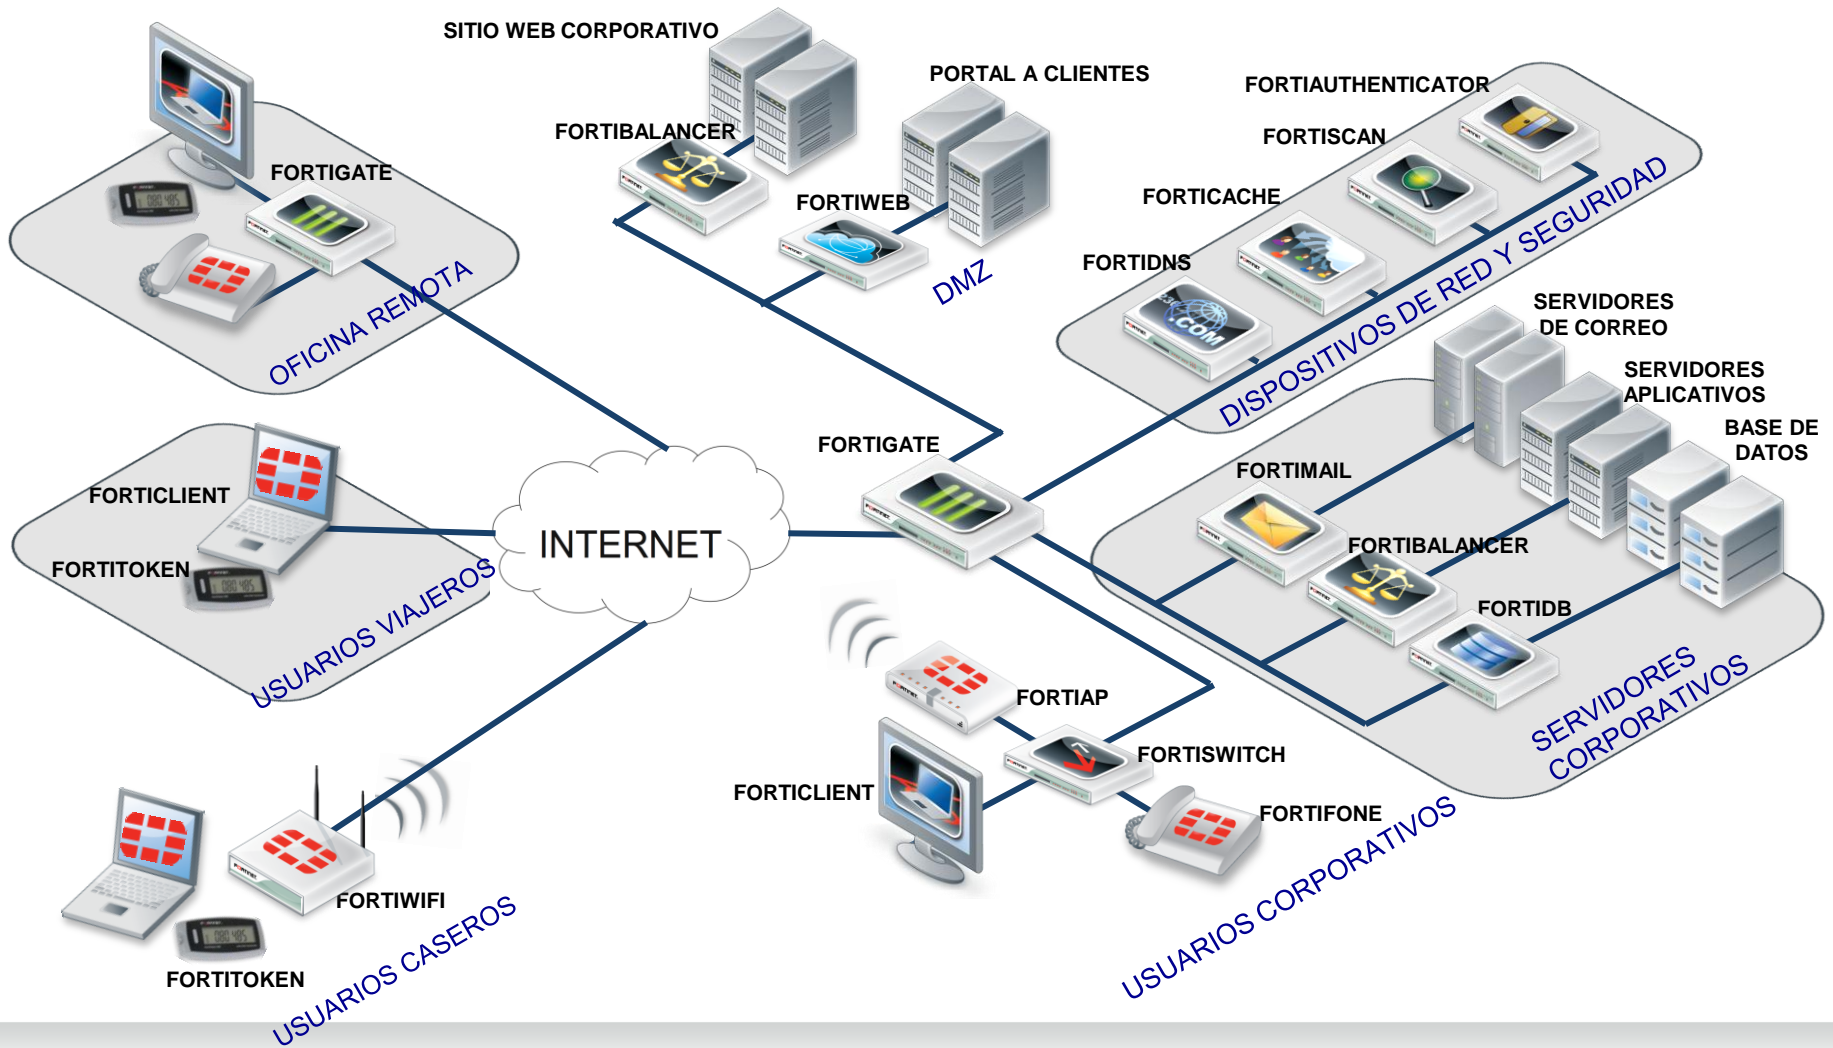 SITIO WEB CORPORATIVO
PORTAL A CLIENTES
FORTIBALANCER
FORTIWEB
DMZ
FORTIGATE
OFICINA REMOTA
FORTIAUTHENTICATOR
FORTISCAN
FORTICACHE
FORTIDNS
.COM
DISPOSITIVOS DE RED Y SEGURIDAD
SERVIDORES
DE CORREO
SERVIDORES
APLICATIVOS
BASE DE
DATOS
FORTIMAIL
FORTIBALANCER
FORTIDB
SERVIDORES
CORPORATIVOS
FORTIGATE
INTERNET
FORTICLIENT
FORTITOKEN
USUARIOS VIAJEROS
FORTIAP
FORTISWITCH
FORTICLIENT
FORTIFONE
USUARIOS CORPORATIVOS
FORTIWIFI
FORTITOKEN
USUARIOS CASEROS